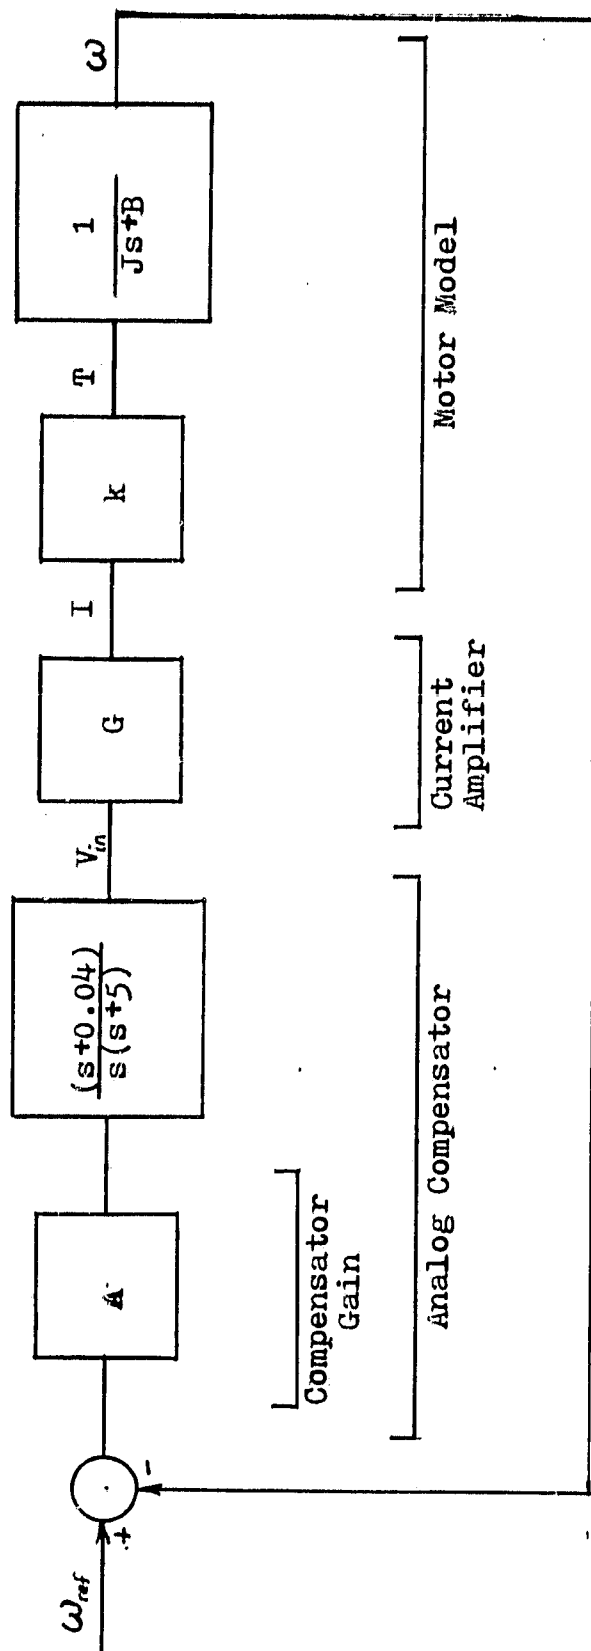 ω_ref
+
-
A
(s+0.04)
s(s+5)
V_in
G
I
k
T
1
Js+B
ω
Compensator
Gain
Analog Compensator
Current
Amplifier
Motor Model